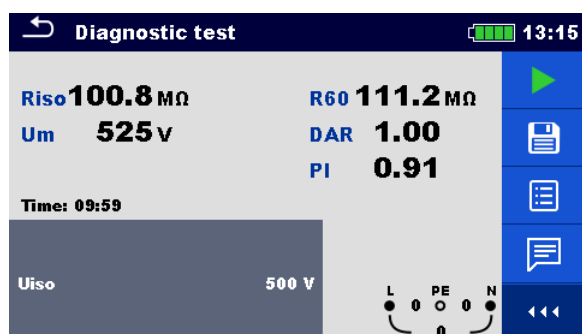 Diagnostic test 13:15
Riso 100.8 MΩ R60 111.2 MΩ
Um 525 V DAR 1.00
PI 0.91
Time: 09:59
Uiso 500 V
L PE N
0 0
0